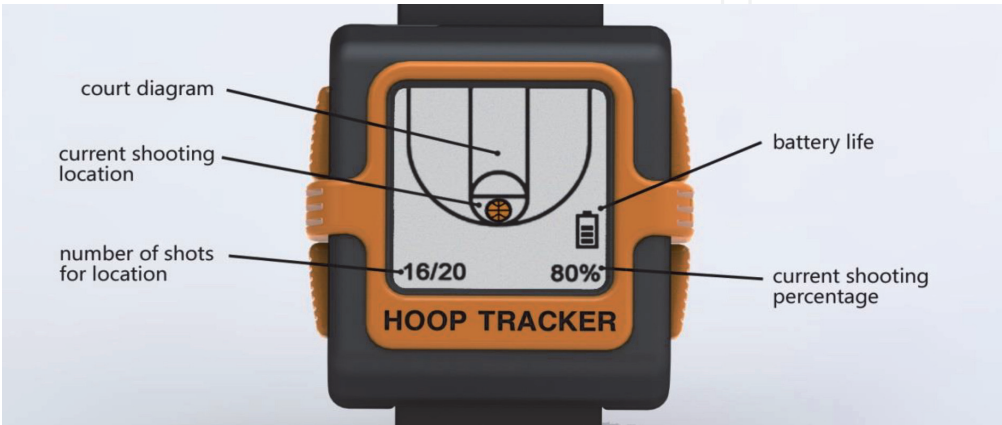 court diagram
current shooting
location
number of shots
for location
battery life
current shooting
percentage
16/20
80%
HOOP TRACKER